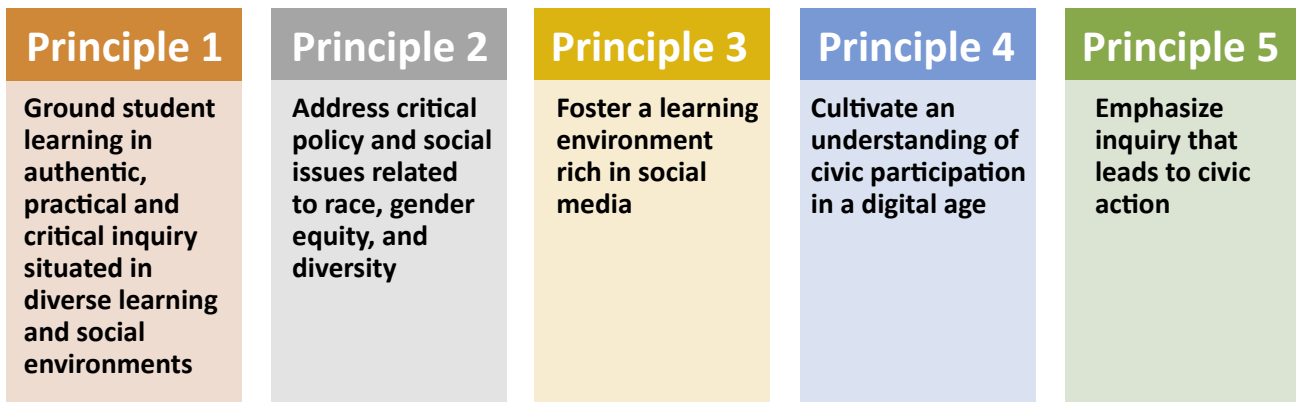 Principle 1
Ground student
learning in
authentic,
practical and
critical inquiry
situated in
diverse learning
and social
environments
Principle 2
Address critical
policy and social
issues related
to race, gender
equity, and
diversity
Principle 3
Foster a learning
environment
rich in social
media
Principle 4
Cultivate an
understanding of
civic participation
in a digital age
Principle 5
Emphasize
inquiry that
leads to civic
action